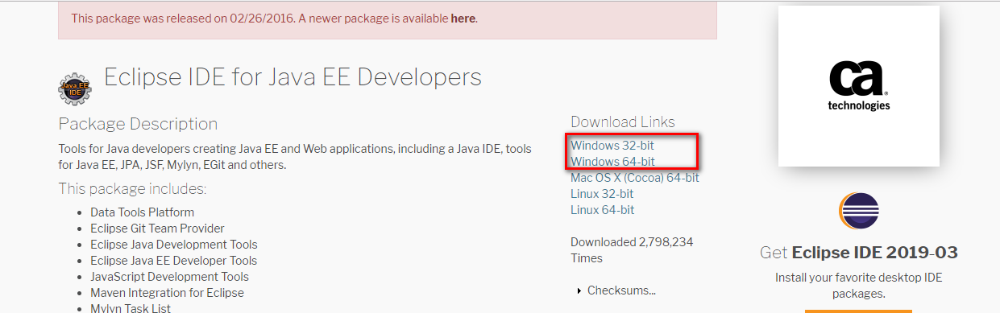 This package was released on 02/26/2016. A newer package is available here.
Java EE
IDE
Eclipse IDE for Java EE Developers
Package Description
Tools for Java developers creating Java EE and Web applications, including a Java IDE, tools
for Java EE, JPA, JSF, Mylyn, EGit and others.
This package includes:
Data Tools Platform
Eclipse Git Team Provider
Eclipse Java Development Tools
Eclipse Java EE Developer Tools
JavaScript Development Tools
Maven Integration for Eclipse
Mylyn Task List
Download Links
Windows 32-bit
Windows 64-bit
Mac OS X (Cocoa) 64-bit
Linux 32-bit
Linux 64-bit
Downloaded 2,798,234
Times
Checksums...
ca
technologies
Get Eclipse IDE 2019-03
Install your favorite desktop IDE
packages.